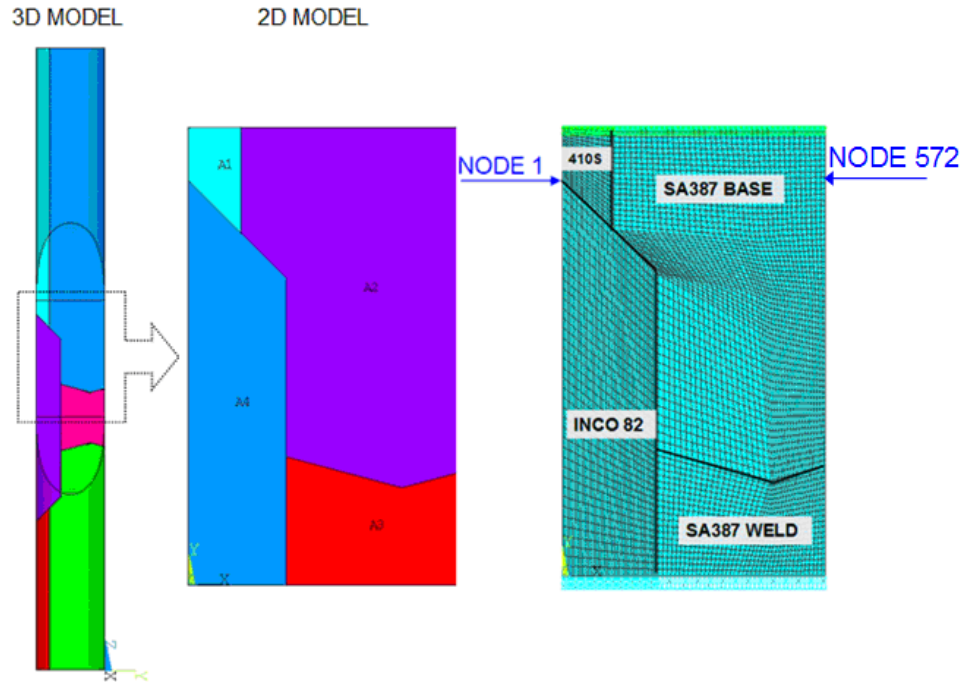 3D MODEL
2D MODEL
A1
A2
A4
A3
Y
X
NODE 1
NODE 572
410S
SA387 BASE
INCO 82
SA387 WELD
Y
X
Z
X
Y